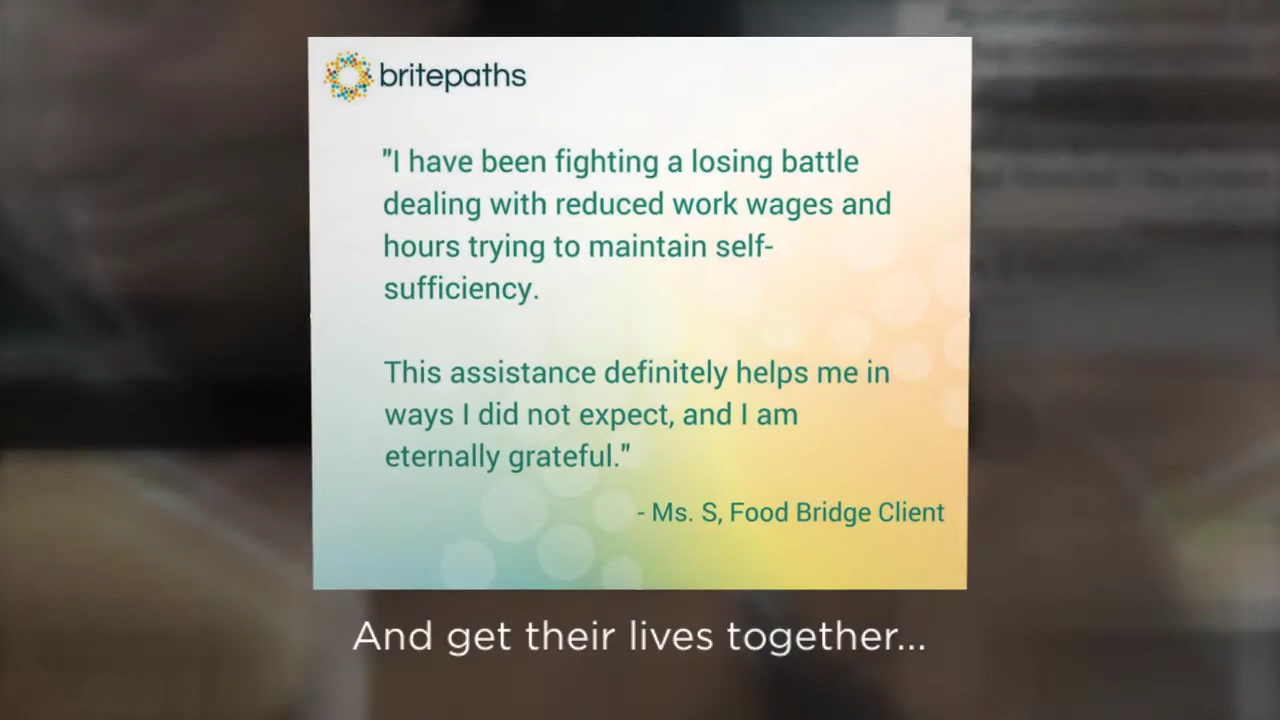 britepaths
"I have been fighting a losing battle
dealing with reduced work wages and
hours trying to maintain self-
sufficiency.
This assistance definitely helps me in
ways I did not expect, and I am
eternally grateful."
- Ms. S, Food Bridge Client
And get their lives together...